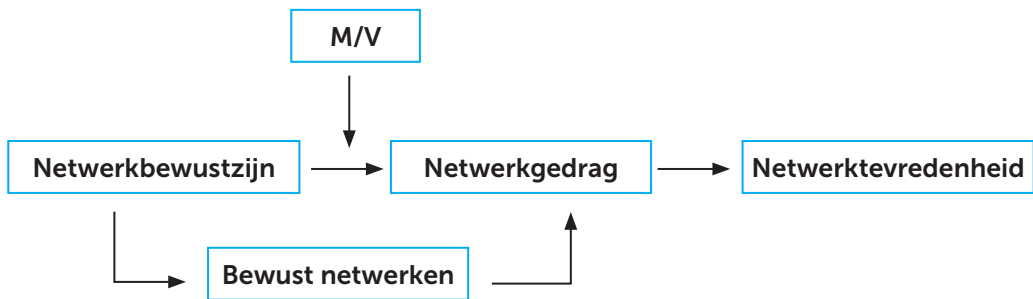 M/V
Netwerkbewustzijn
Netwerkgedrag
Netwerktevredenheid
Bewust netwerken